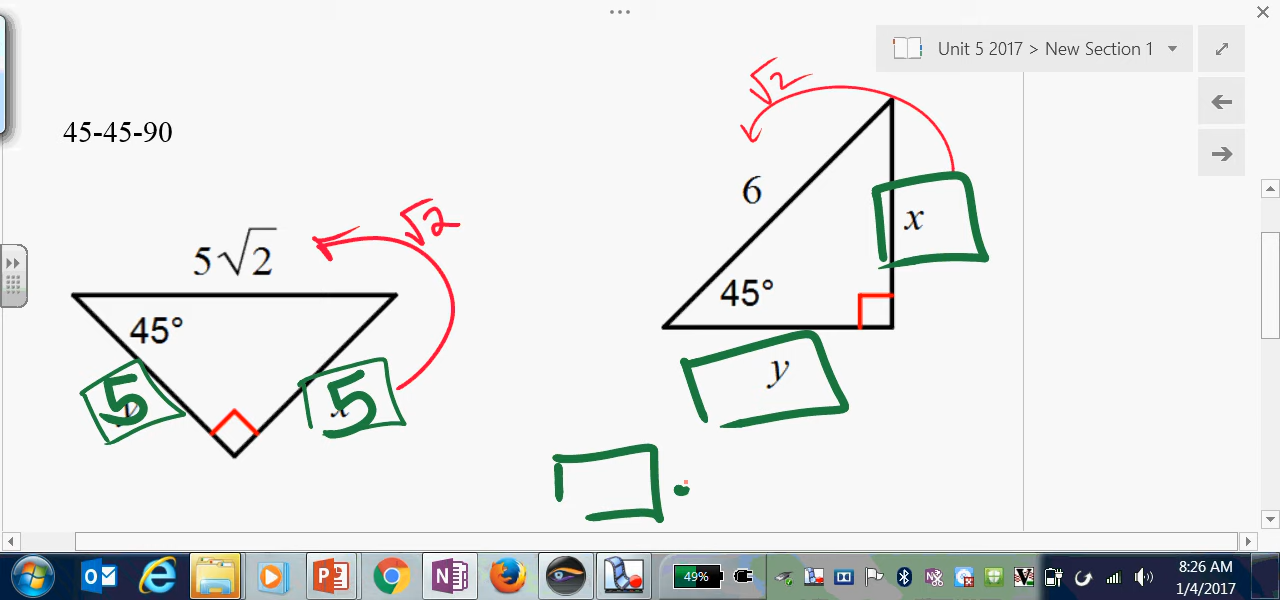 Unit 5 2017 > New Section 1
45-45-90
√2
6
x
45°
y
√2
5√2
45°
5
5
49%
8:26 AM
1/4/2017